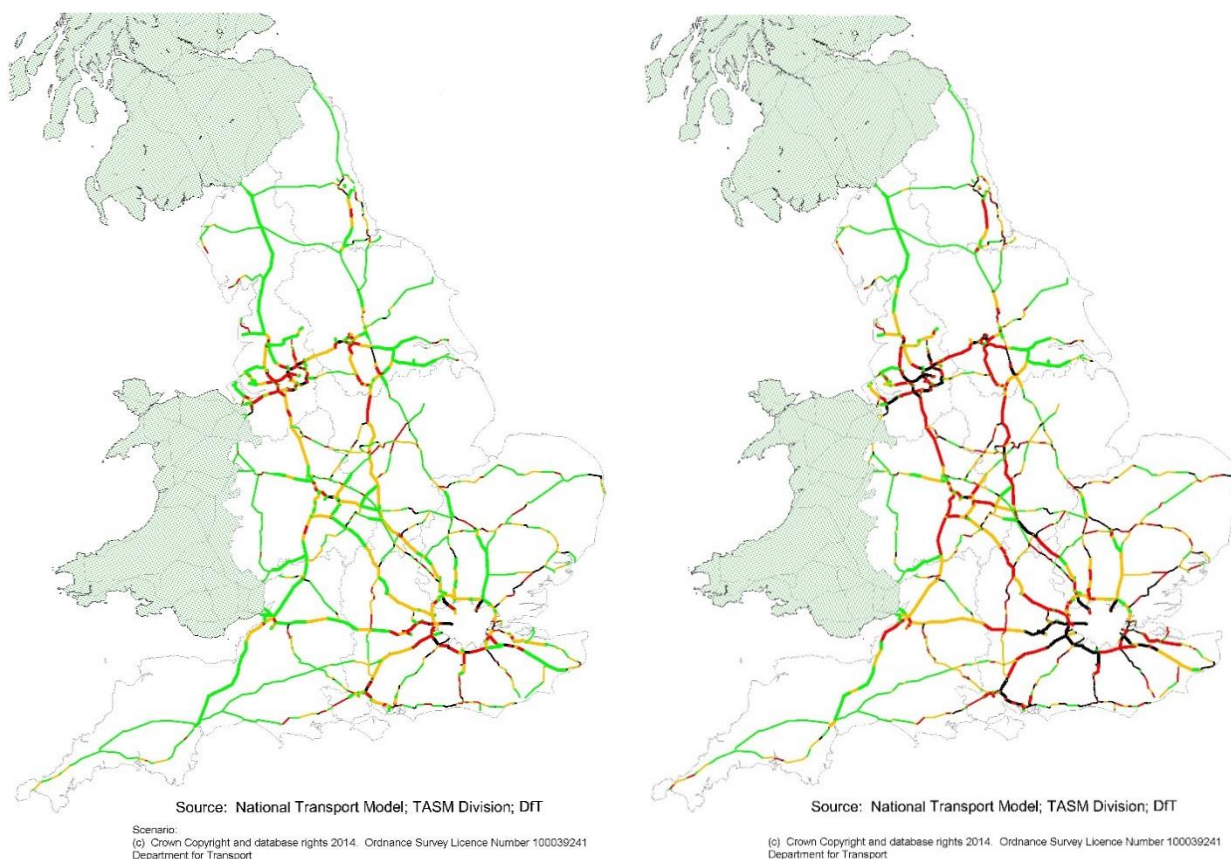 Source: National Transport Model; TASM Division; DfT
Scenario:
(c) Crown Copyright and database rights 2014. Ordnance Survey Licence Number 100039241
Department for Transport
Source: National Transport Model; TASM Division; DfT
(c) Crown Copyright and database rights 2014. Ordnance Survey Licence Number 100039241
Department for Transport